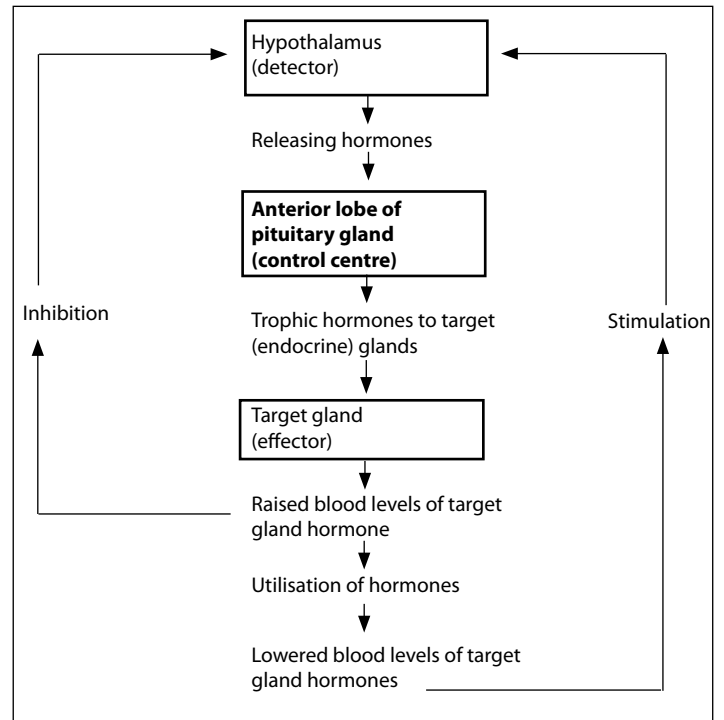 Hypothalamus
(detector)
Releasing hormones
Anterior lobe of
pituitary gland
(control centre)
Inhibition
Trophic hormones to target
(endocrine) glands
Stimulation
Target gland
(effector)
Raised blood levels of target
gland hormone
Utilisation of hormones
Lowered blood levels of target
gland hormones